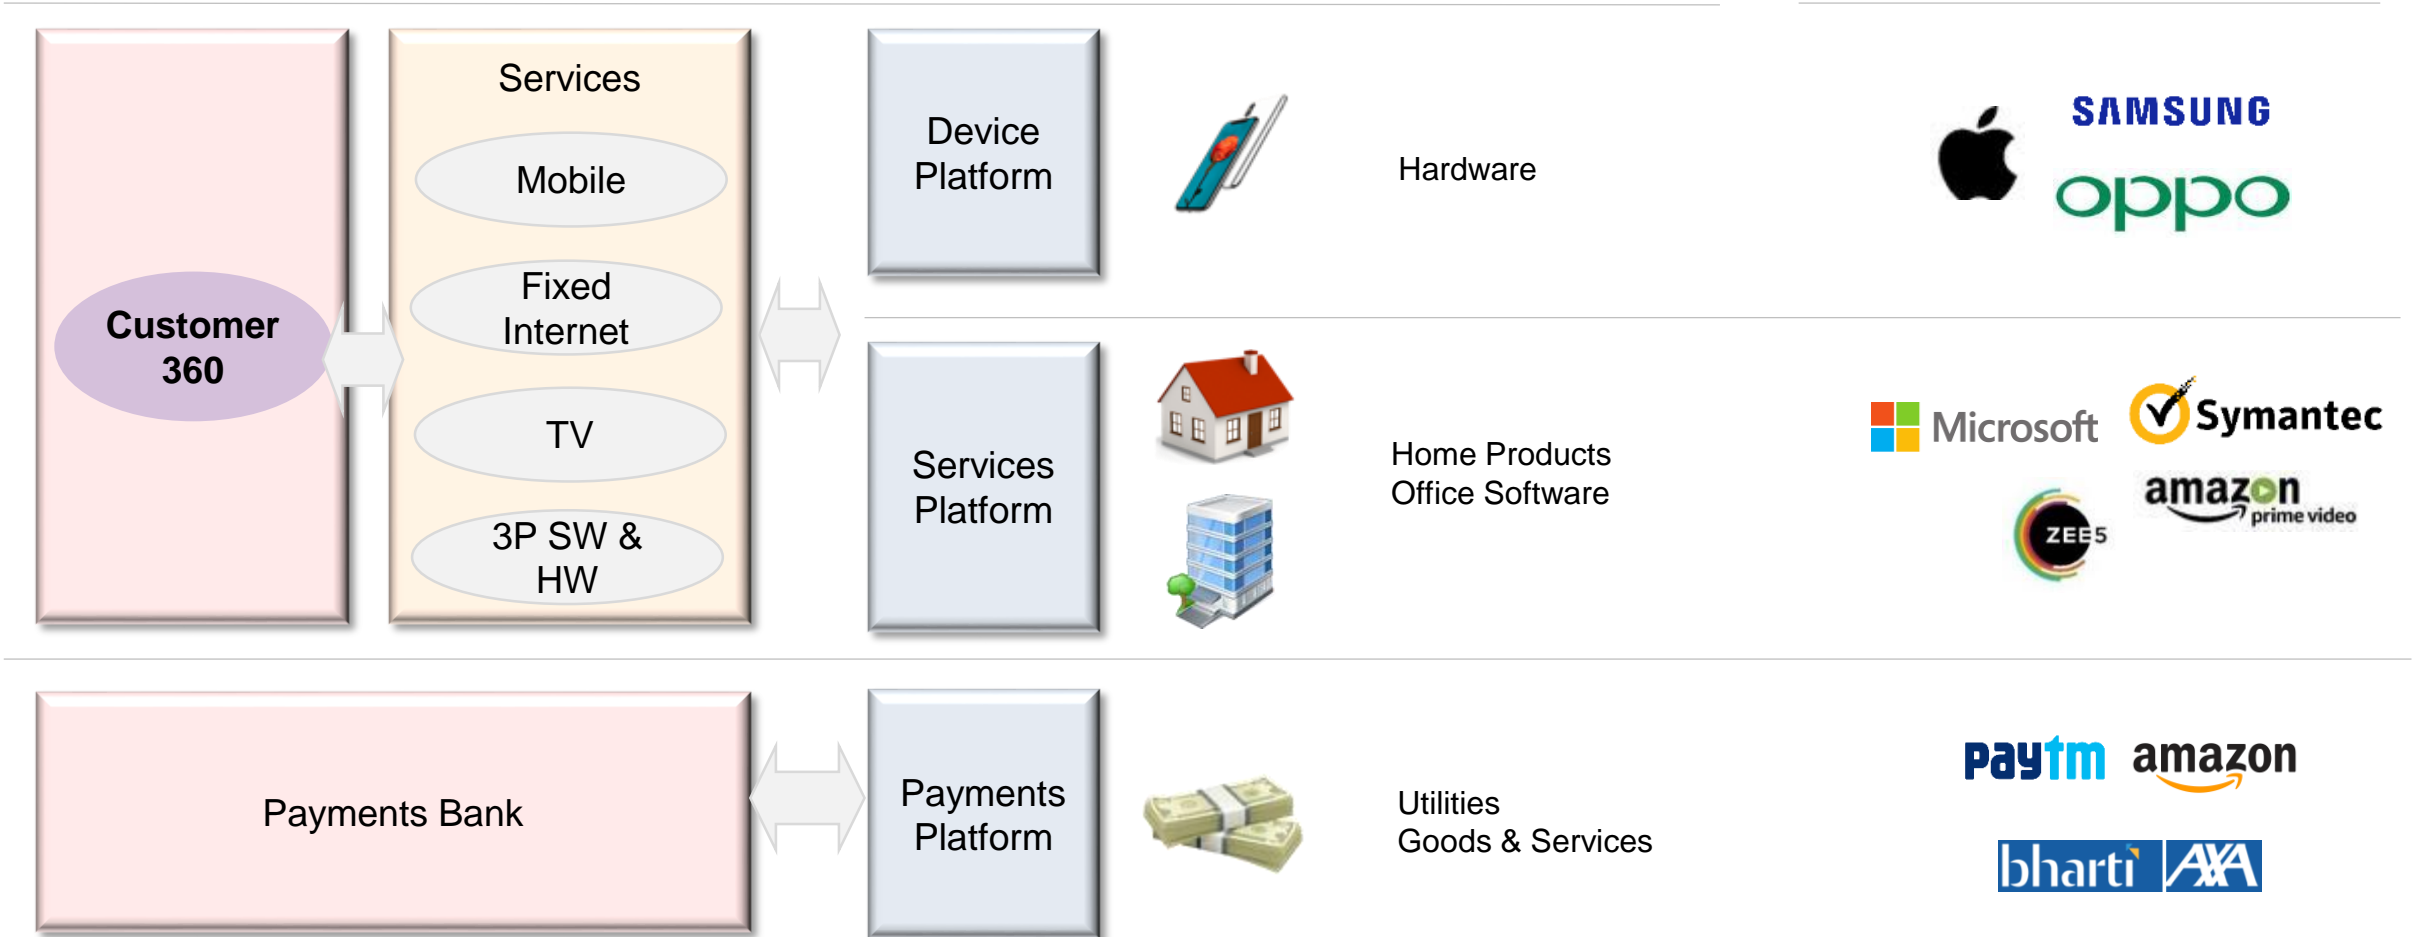 Customer
360
Services
Mobile
Fixed
Internet
TV
3P SW &
HW
Device
Platform
Hardware
SAMSUNG
oppo
Services
Platform
Home Products
Office Software
Microsoft
Symantec
ZEE5
amazon
prime video
Payments Bank
Payments
Platform
Utilities
Goods & Services
paytm
amazon
bharti AXA